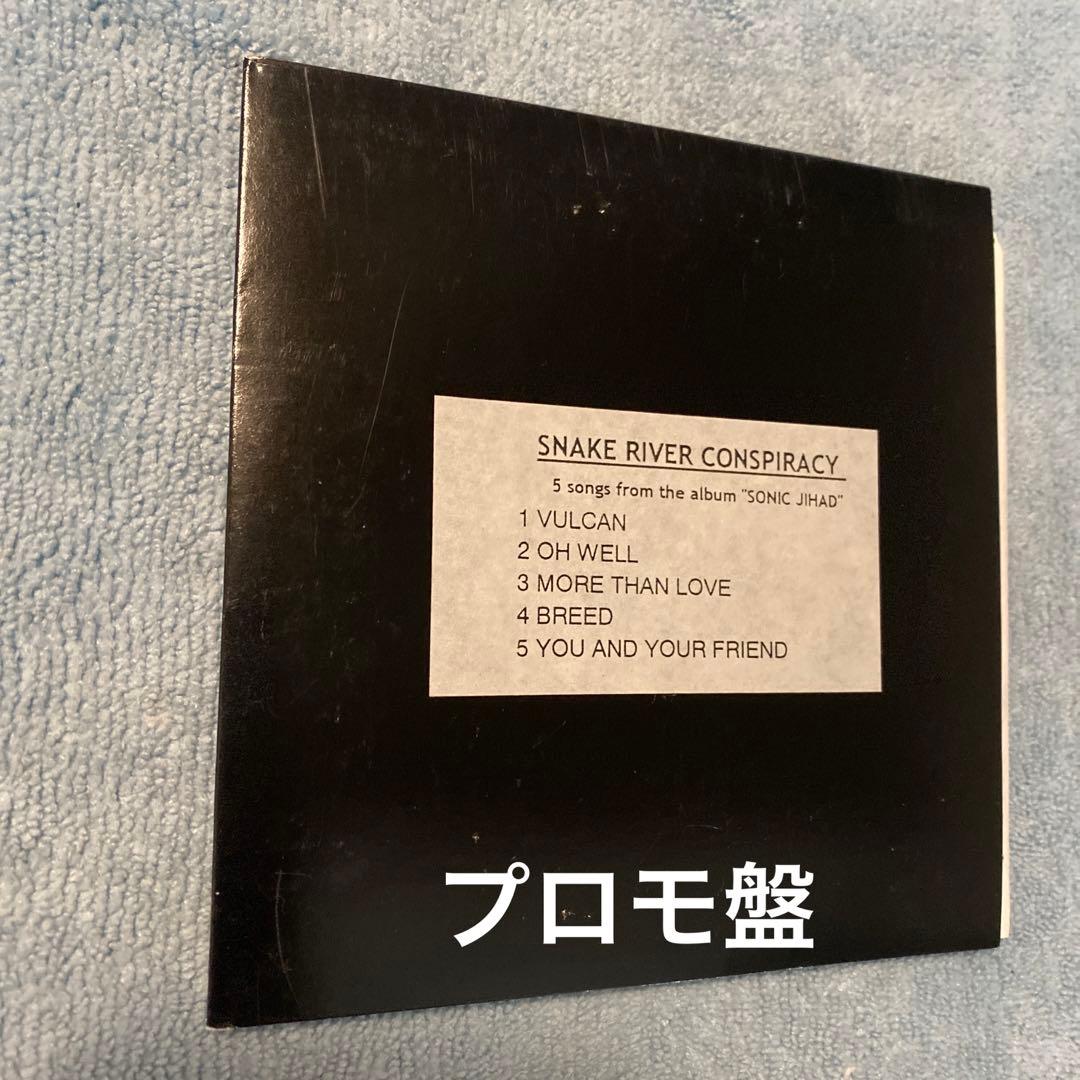 SNAKE RIVER CONSPIRACY
5 songs from the album "SONIC JIHAD"
1 VULCAN
2 OH WELL
3 MORE THAN LOVE
4 BREED
5 YOU AND YOUR FRIEND
プロモ盤